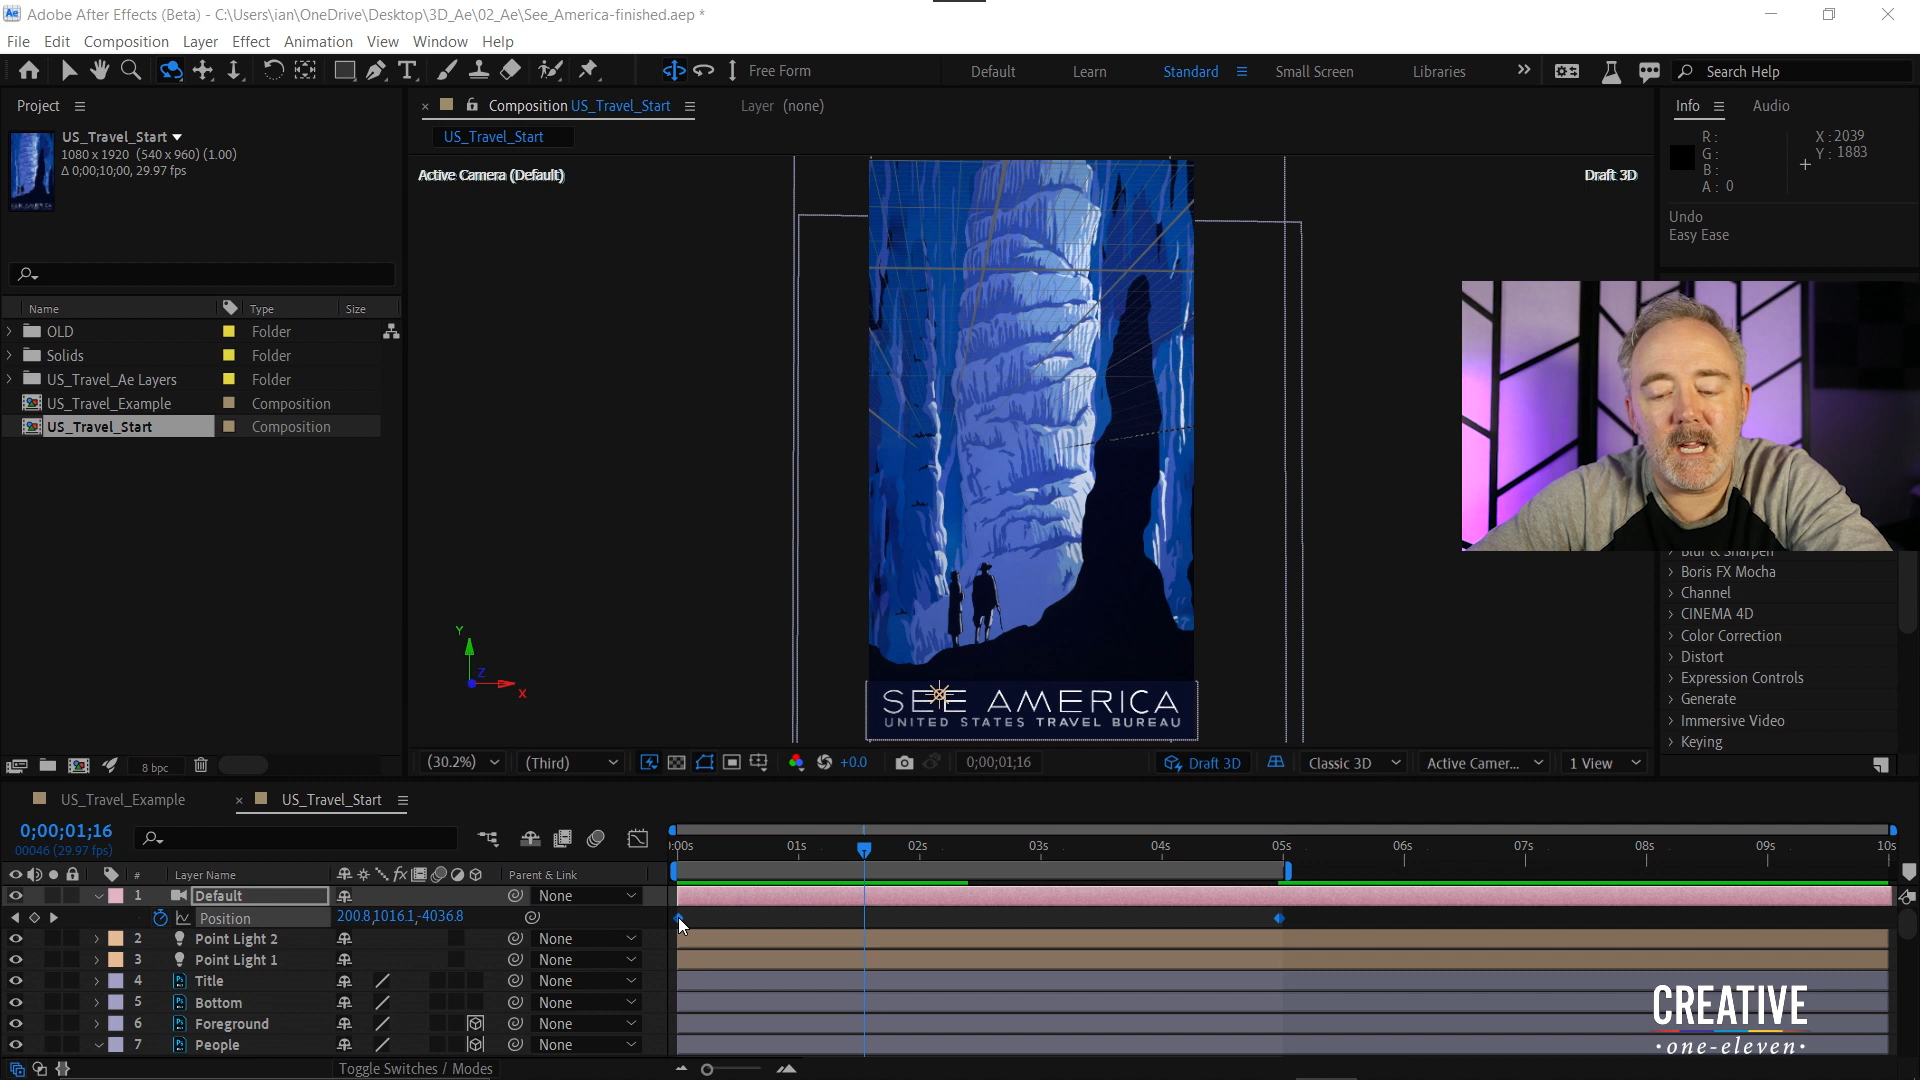 Adobe After Effects (Beta) - C:\Users\ian\OneDrive\Desktop\3D_Ae\02_Ae\See_America-finished.aep *
File Edit Composition Layer Effect Animation View Window Help
Free Form
Default Learn Standard Small Screen Libraries
Search Help
Project
Composition US_Travel_Start
Layer (none)
Info Audio
US_Travel_Start
1080 x 1920 (540 x 960) (1.00)
Δ 0;00;10;00, 29.97 fps
US_Travel_Start
Active Camera (Default)
Draft 3D
R :
G :
B :
A : 0
X : 2039
Y : 1883
Undo
Easy Ease
Name Type Size
OLD Folder
Solids Folder
US_Travel_Ae Layers Folder
US_Travel_Example Composition
US_Travel_Start Composition
Y
Z
X
SEE AMERICA
UNITED STATES TRAVEL BUREAU
Blur & Sharpen
Boris FX Mocha
Channel
CINEMA 4D
Color Correction
Distort
Expression Controls
Generate
Immersive Video
Keying
8 bpc
(30.2%) (Third) +0.0 0;00;01;16 Draft 3D Classic 3D Active Camer... 1 View
US_Travel_Example
US_Travel_Start
0;00;01;16
00046 (29.97 fps)
):00s 01s 02s 03s 04s 05s 06s 07s 08s 09s 10s
# Layer Name fx Parent & Link
1 Default None
Position 200.8,1016.1,-4036.8
2 Point Light 2 None
3 Point Light 1 None
4 Ps Title None
5 Ps Bottom None
6 Ps Foreground None
7 Ps People None
Toggle Switches / Modes
CREATIVE
·one-eleven·